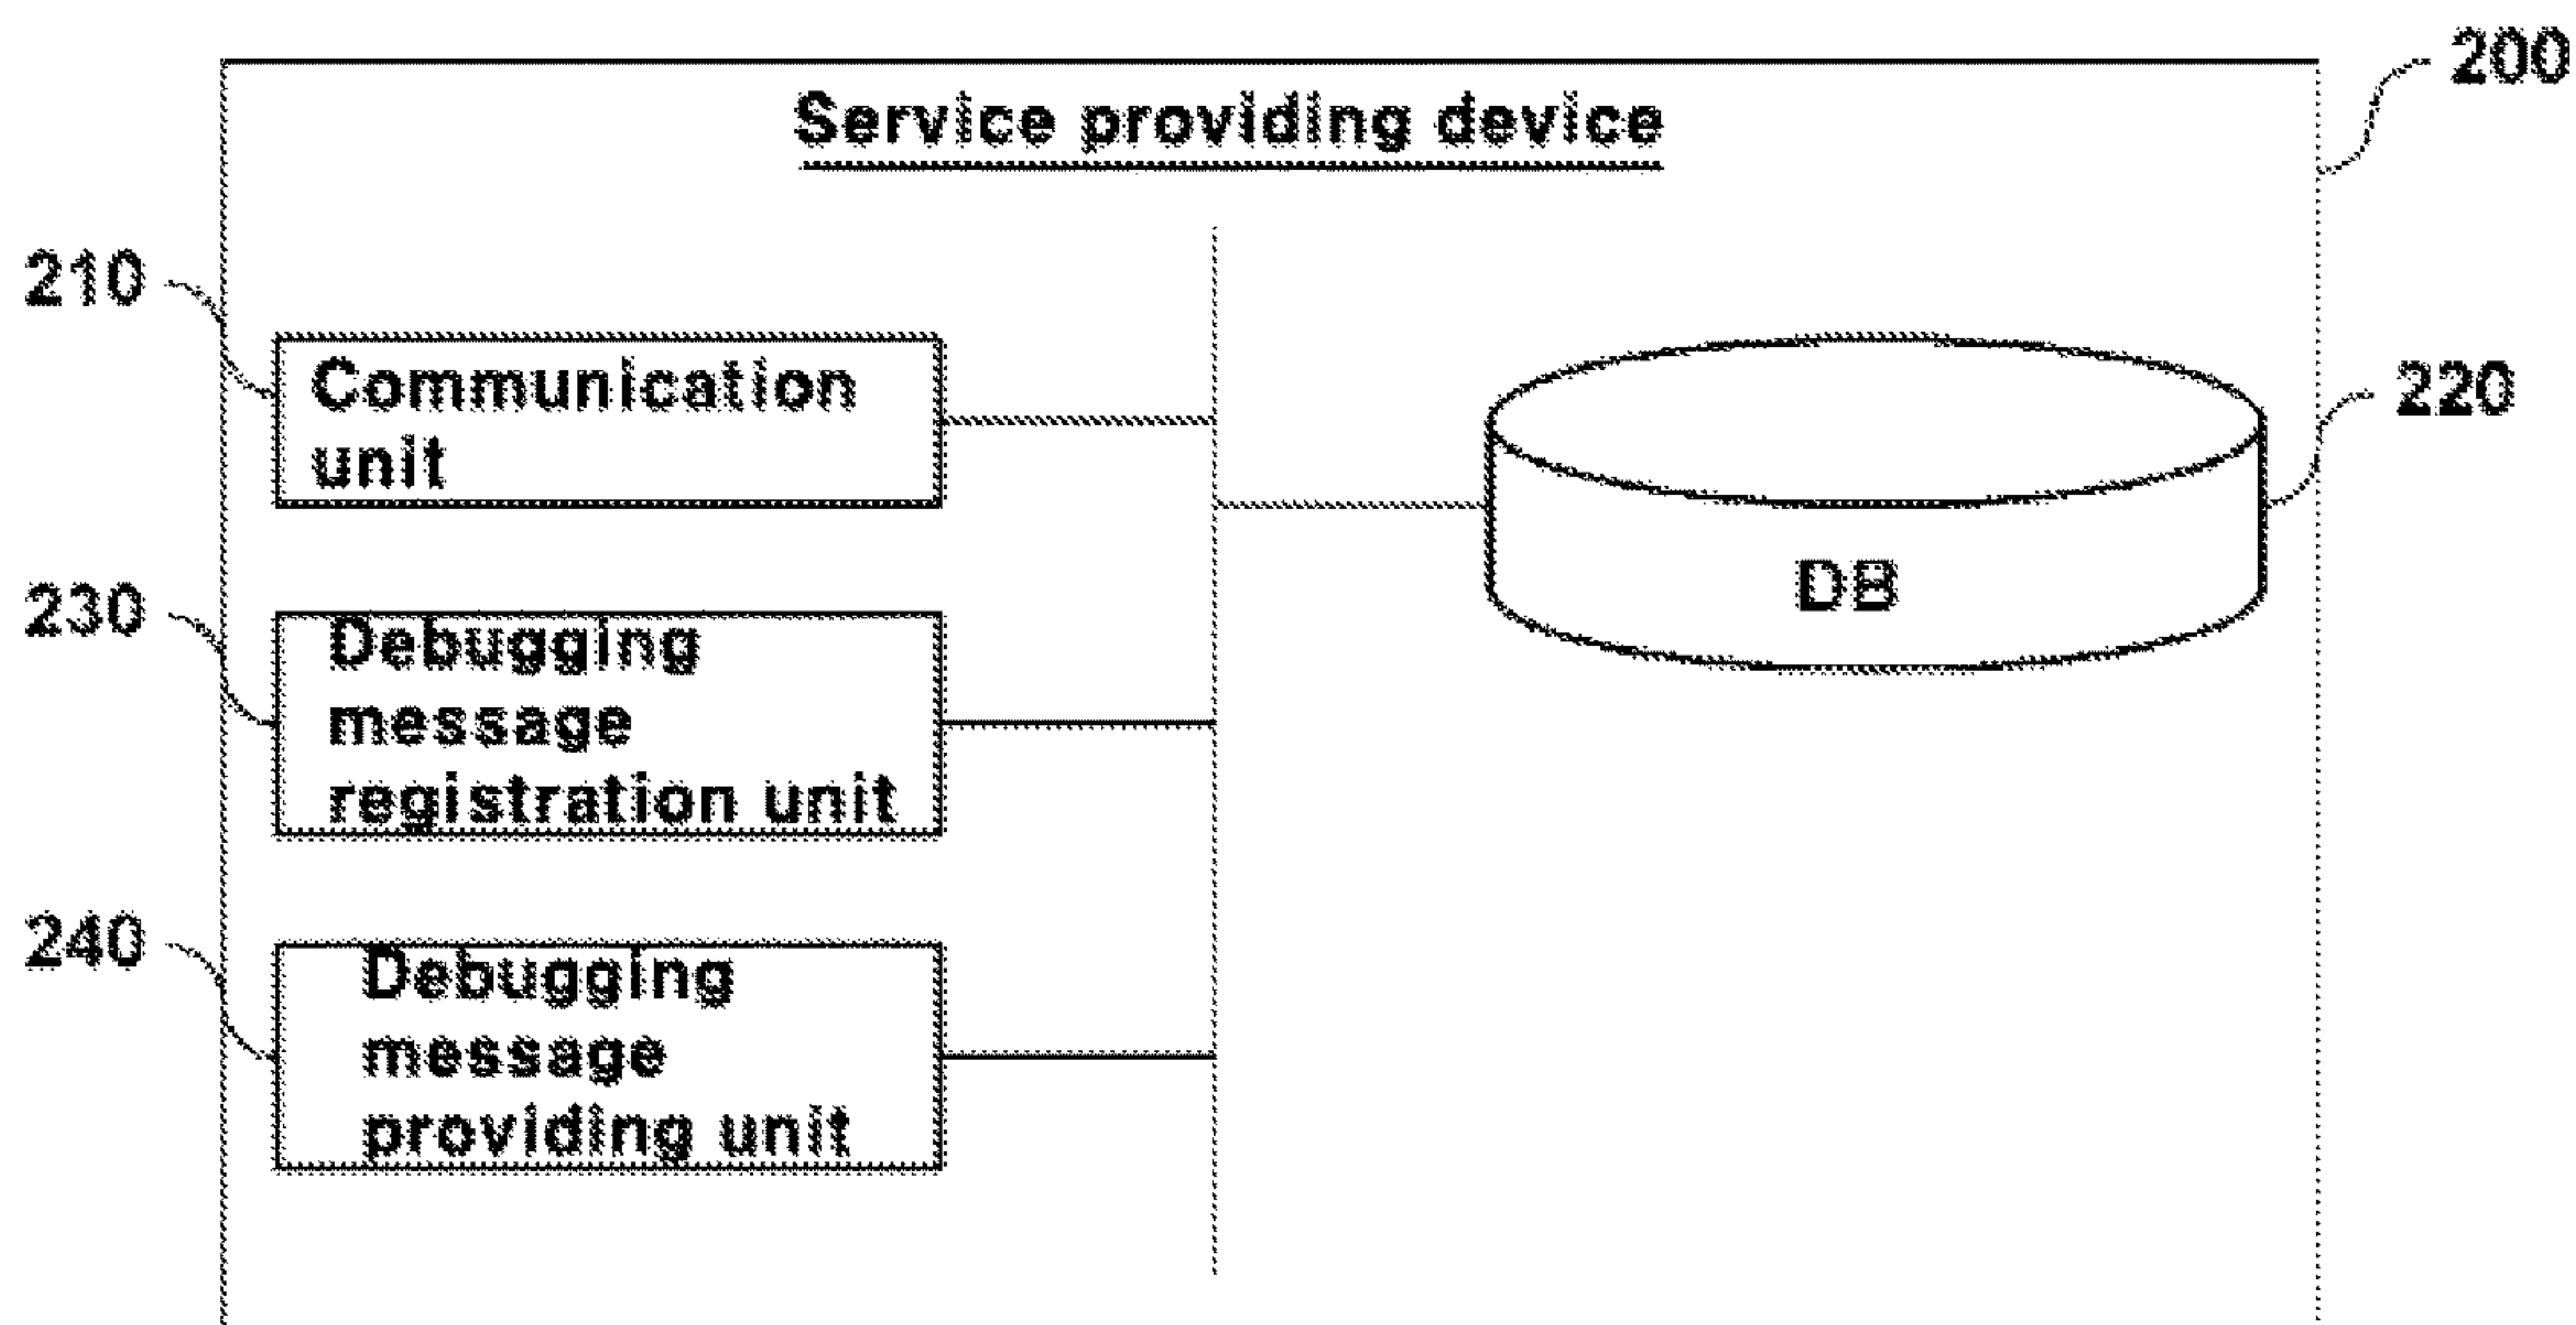 200
Service providing device
210
Communication
unit
220
DB
230
Debugging
message
registration unit
240
Debugging
message
providing unit